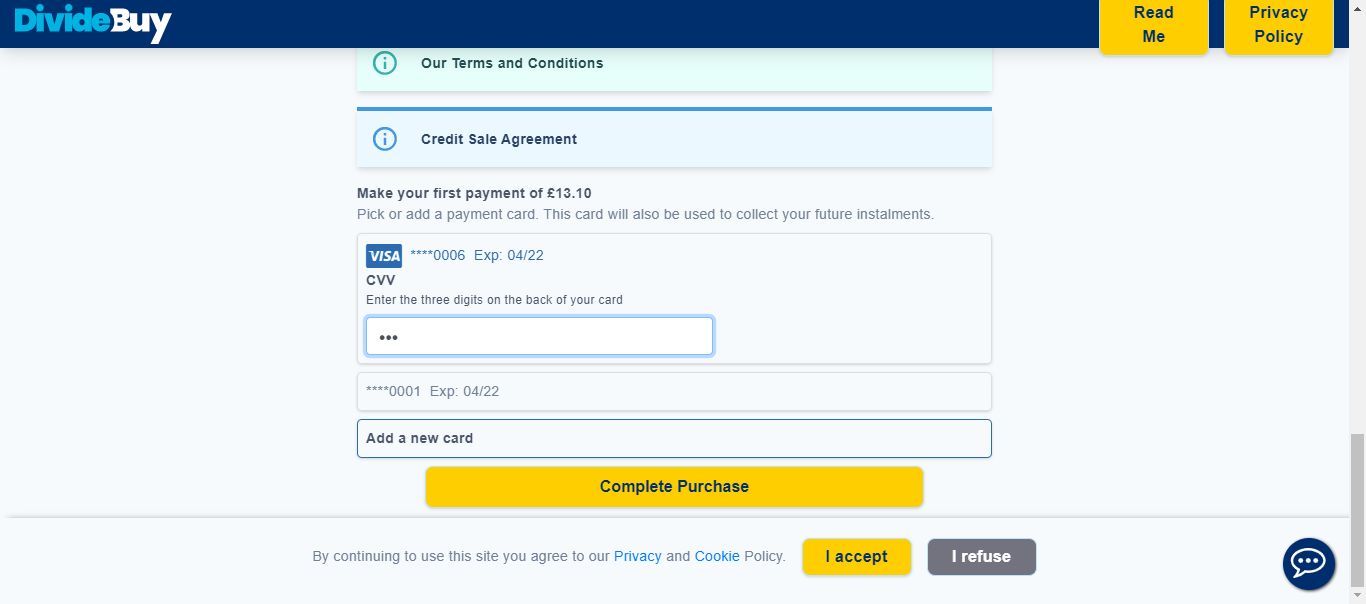 DivideBuy
Read
Me
Privacy
Policy
Our Terms and Conditions
Credit Sale Agreement
Make your first payment of £13.10
Pick or add a payment card. This card will also be used to collect your future instalments.
VISA ****0006 Exp: 04/22
CVV
Enter the three digits on the back of your card
•••
****0001 Exp: 04/22
Add a new card
Complete Purchase
By continuing to use this site you agree to our Privacy and Cookie Policy. I accept I refuse